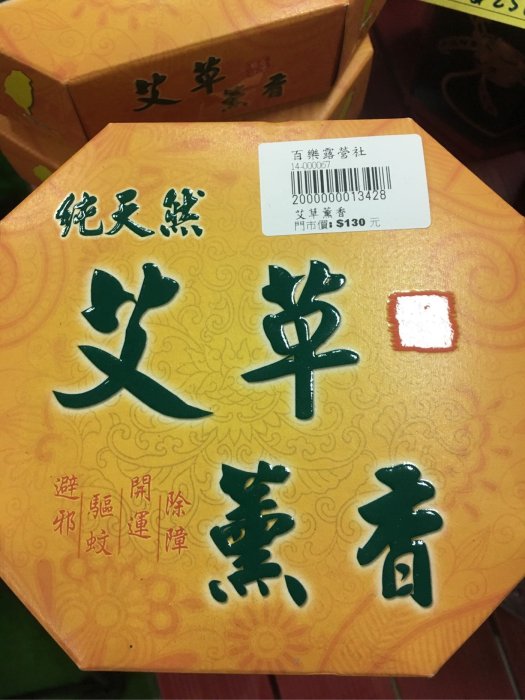 艾草
薰香
百樂露營社
14-000067
2000000013428
艾草薰香
門市價: $130 元
純天然
艾草
薰香
避邪
驅蚊
開運
除障